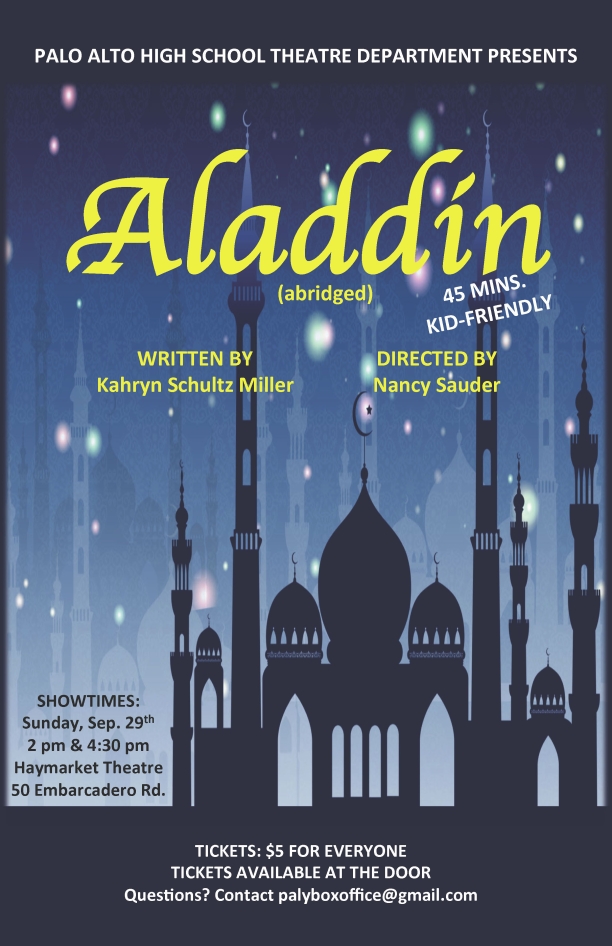 PALO ALTO HIGH SCHOOL THEATRE DEPARTMENT PRESENTS
Aladdin
(abridged)
45 MINS.
KID-FRIENDLY
WRITTEN BY
Kahryn Schultz Miller
DIRECTED BY
Nancy Sauder
SHOWTIMES:
Sunday, Sep. 29th
2 pm & 4:30 pm
Haymarket Theatre
50 Embarcadero Rd.
TICKETS: $5 FOR EVERYONE
TICKETS AVAILABLE AT THE DOOR
Questions? Contact palyboxoffice@gmail.com